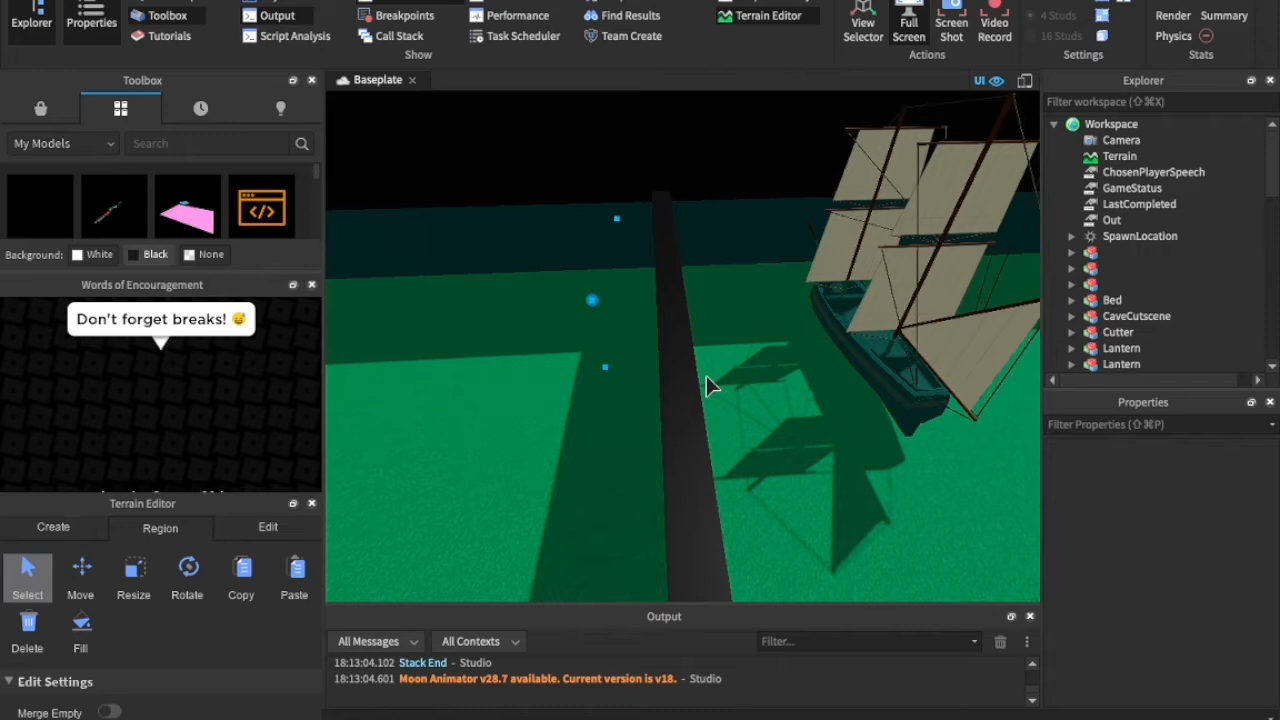 Explorer
Properties
Toolbox
Tutorials
Output
Script Analysis
Breakpoints
Call Stack
Performance
Task Scheduler
Find Results
Team Create
Show
Terrain Editor
View
Selector
Full
Screen
Screen
Shot
Video
Record
Actions
4 Studs
16 Studs
Settings
Render
Summary
Physics
Stats
Toolbox
My Models
Search
Background:
White
Black
None
Words of Encouragement
Don't forget breaks! 😅
Terrain Editor
Create
Region
Edit
Select
Move
Resize
Rotate
Copy
Paste
Delete
Fill
Edit Settings
Merge Empty
Baseplate
UI
Output
All Messages
All Contexts
Filter...
18:13:04.102 Stack End - Studio
18:13:04.601 Moon Animator v28.7 available. Current version is v18. - Studio
Explorer
Filter workspace (⇧⌘X)
Workspace
Camera
Terrain
ChosenPlayerSpeech
GameStatus
LastCompleted
Out
SpawnLocation
Bed
CaveCutscene
Cutter
Lantern
Lantern
Properties
Filter Properties (⇧⌘P)